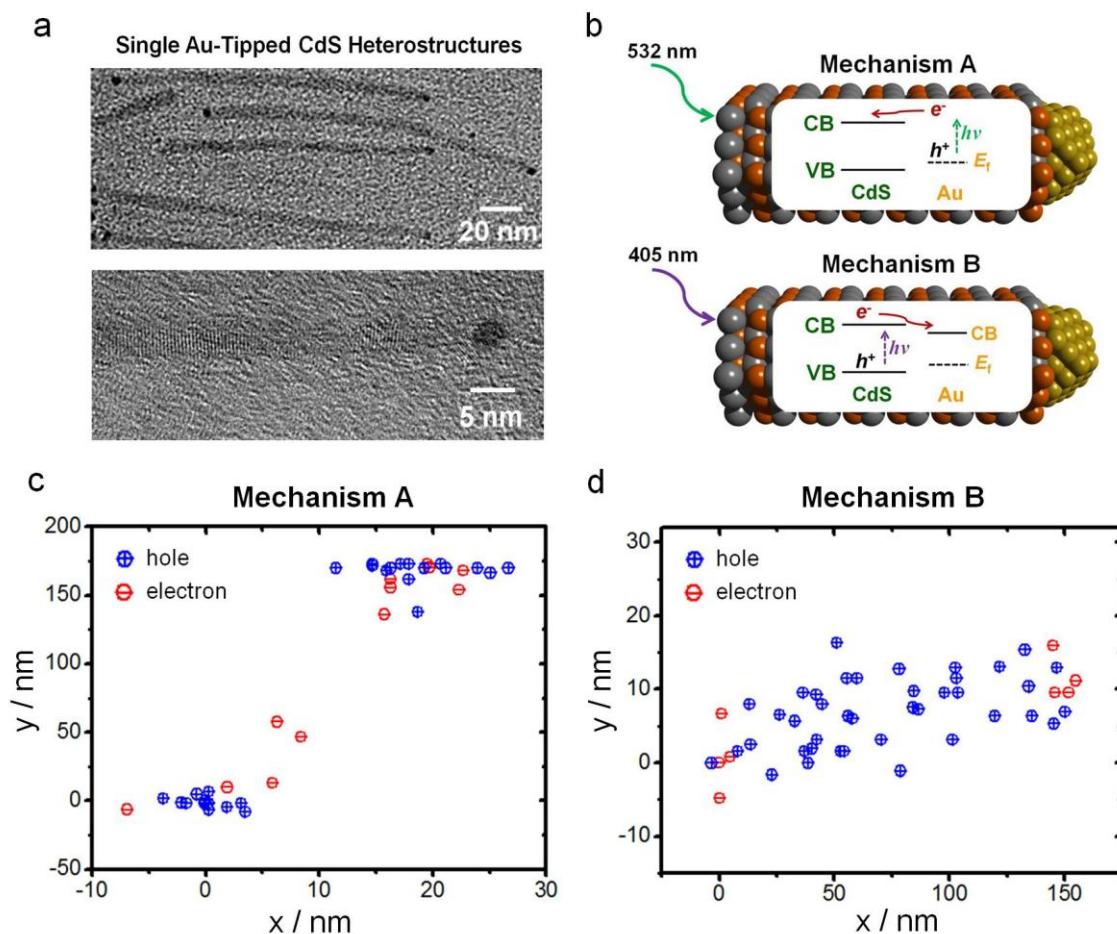 a
Single Au-Tipped CdS Heterostructures
20 nm
5 nm
b
532 nm
Mechanism A
CB
e⁻
hν
h⁺
E_f
VB
CdS
Au
405 nm
Mechanism B
e⁻
CB
CB
hν
E_f
VB
h⁺
CdS
Au
c
Mechanism A
200
150
100
50
0
-50
hole
electron
y / nm
-10
0
10
20
30
x / nm
d
Mechanism B
30
20
10
0
-10
hole
electron
y / nm
0
50
100
150
x / nm